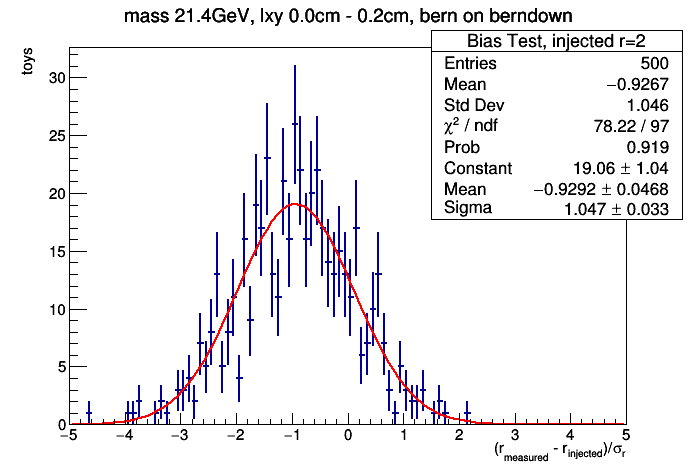 mass 21.4GeV, lxy 0.0cm - 0.2cm, bern on berndown
Bias Test, injected r=2
Entries 500
Mean −0.9267
Std Dev 1.046
χ² / ndf 78.22 / 97
Prob 0.919
Constant 19.06 ± 1.04
Mean −0.9292 ± 0.0468
Sigma 1.047 ± 0.033
toys
30
25
20
15
10
5
0
−5 −4 −3 −2 −1 0 1 2 3 4 5
(r_measured - r_injected)/σ_r